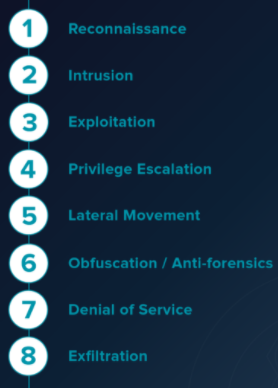 1 Reconnaissance
2 Intrusion
3 Exploitation
4 Privilege Escalation
5 Lateral Movement
6 Obfuscation / Anti-forensics
7 Denial of Service
8 Exfiltration